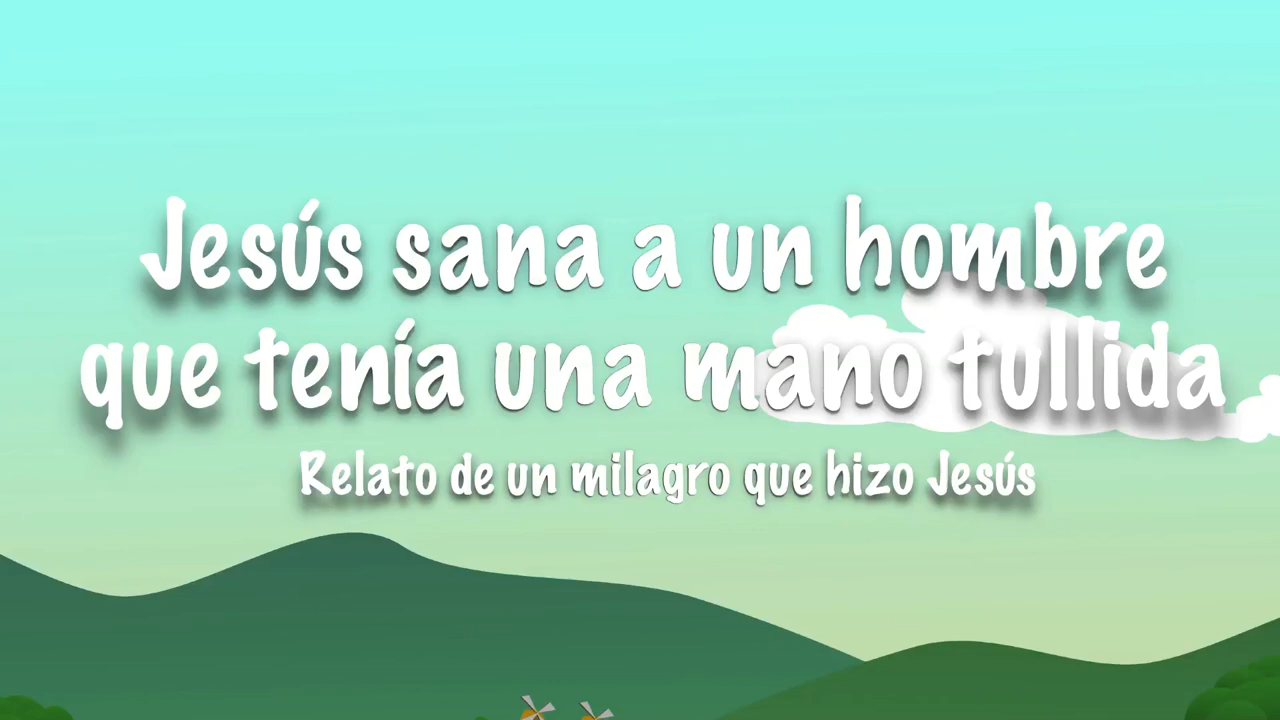 Jesús sana a un hombre
que tenía una mano tullida
Relato de un milagro que hizo Jesús